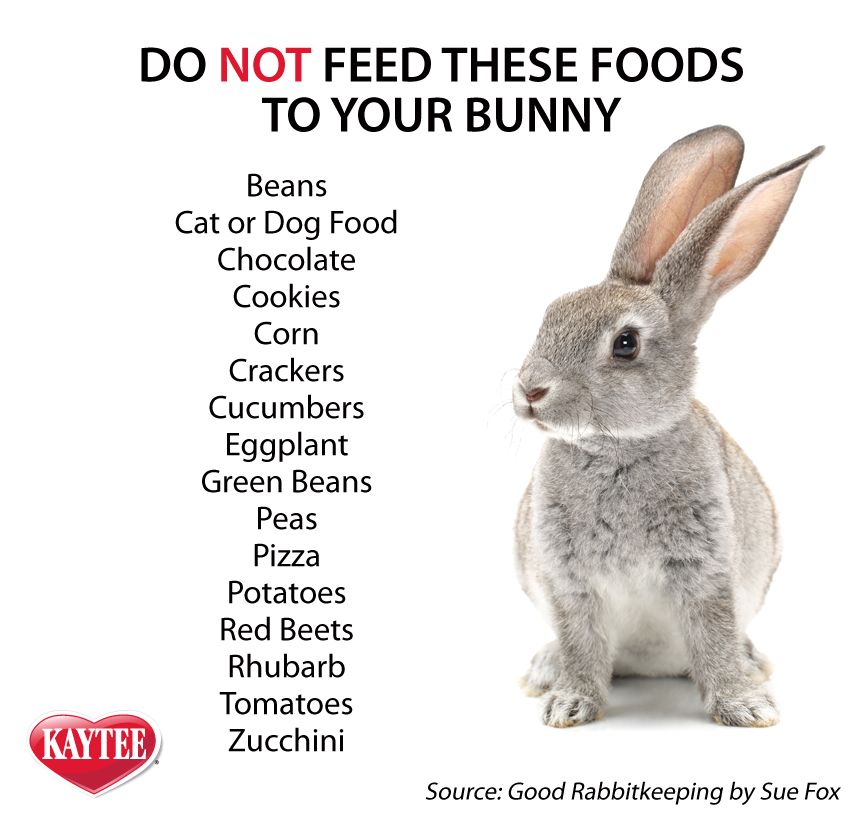 DO NOT FEED THESE FOODS
TO YOUR BUNNY
Beans
Cat or Dog Food
Chocolate
Cookies
Corn
Crackers
Cucumbers
Eggplant
Green Beans
Peas
Pizza
Potatoes
Red Beets
Rhubarb
Tomatoes
Zucchini
KAYTEE®
Source: Good Rabbitkeeping by Sue Fox